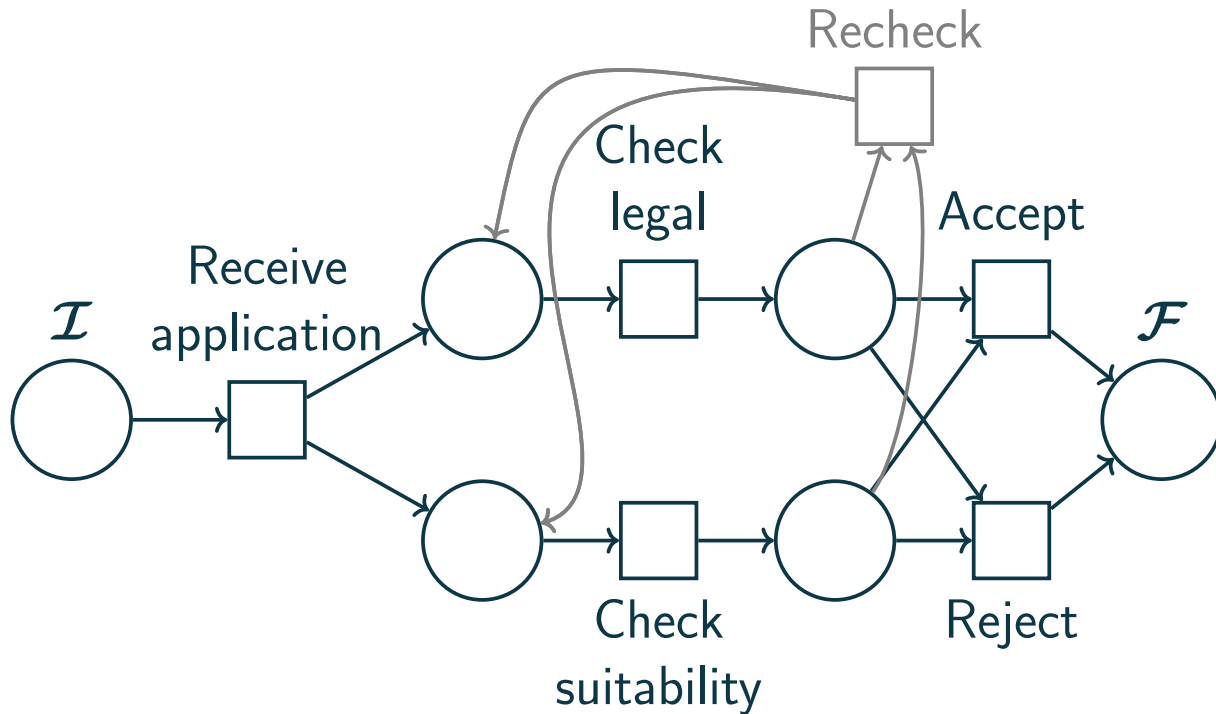 Recheck
Check
legal
Accept
Receive
application
𝓘
𝓕
Check
suitability
Reject